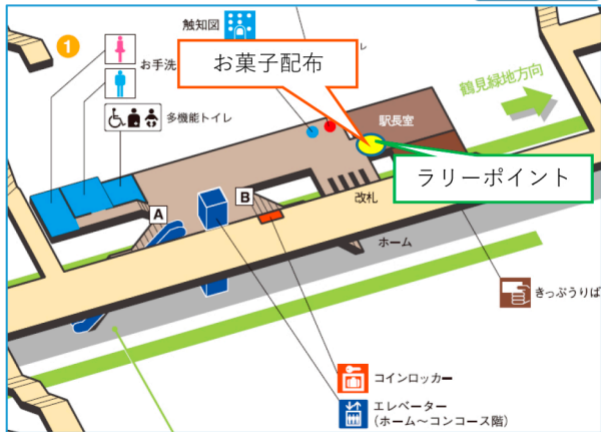 触知図
1
お手洗
お菓子配布
レ
鶴見緑地方向
多機能トイレ
駅長室
ラリーポイント
A
B
改札
ホーム
きっぷうりば
コインロッカー
エレベーター
(ホーム〜コンコース階)